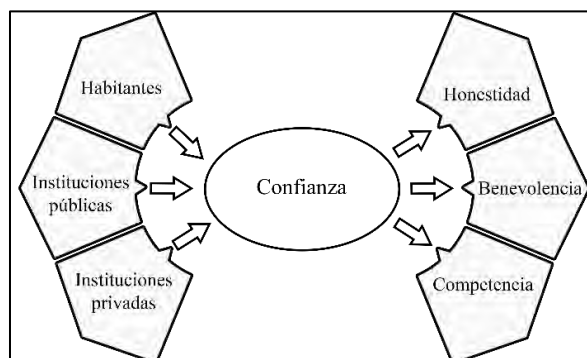 Habitantes
Instituciones
públicas
Instituciones
privadas
Confianza
Honestidad
Benevolencia
Competencia